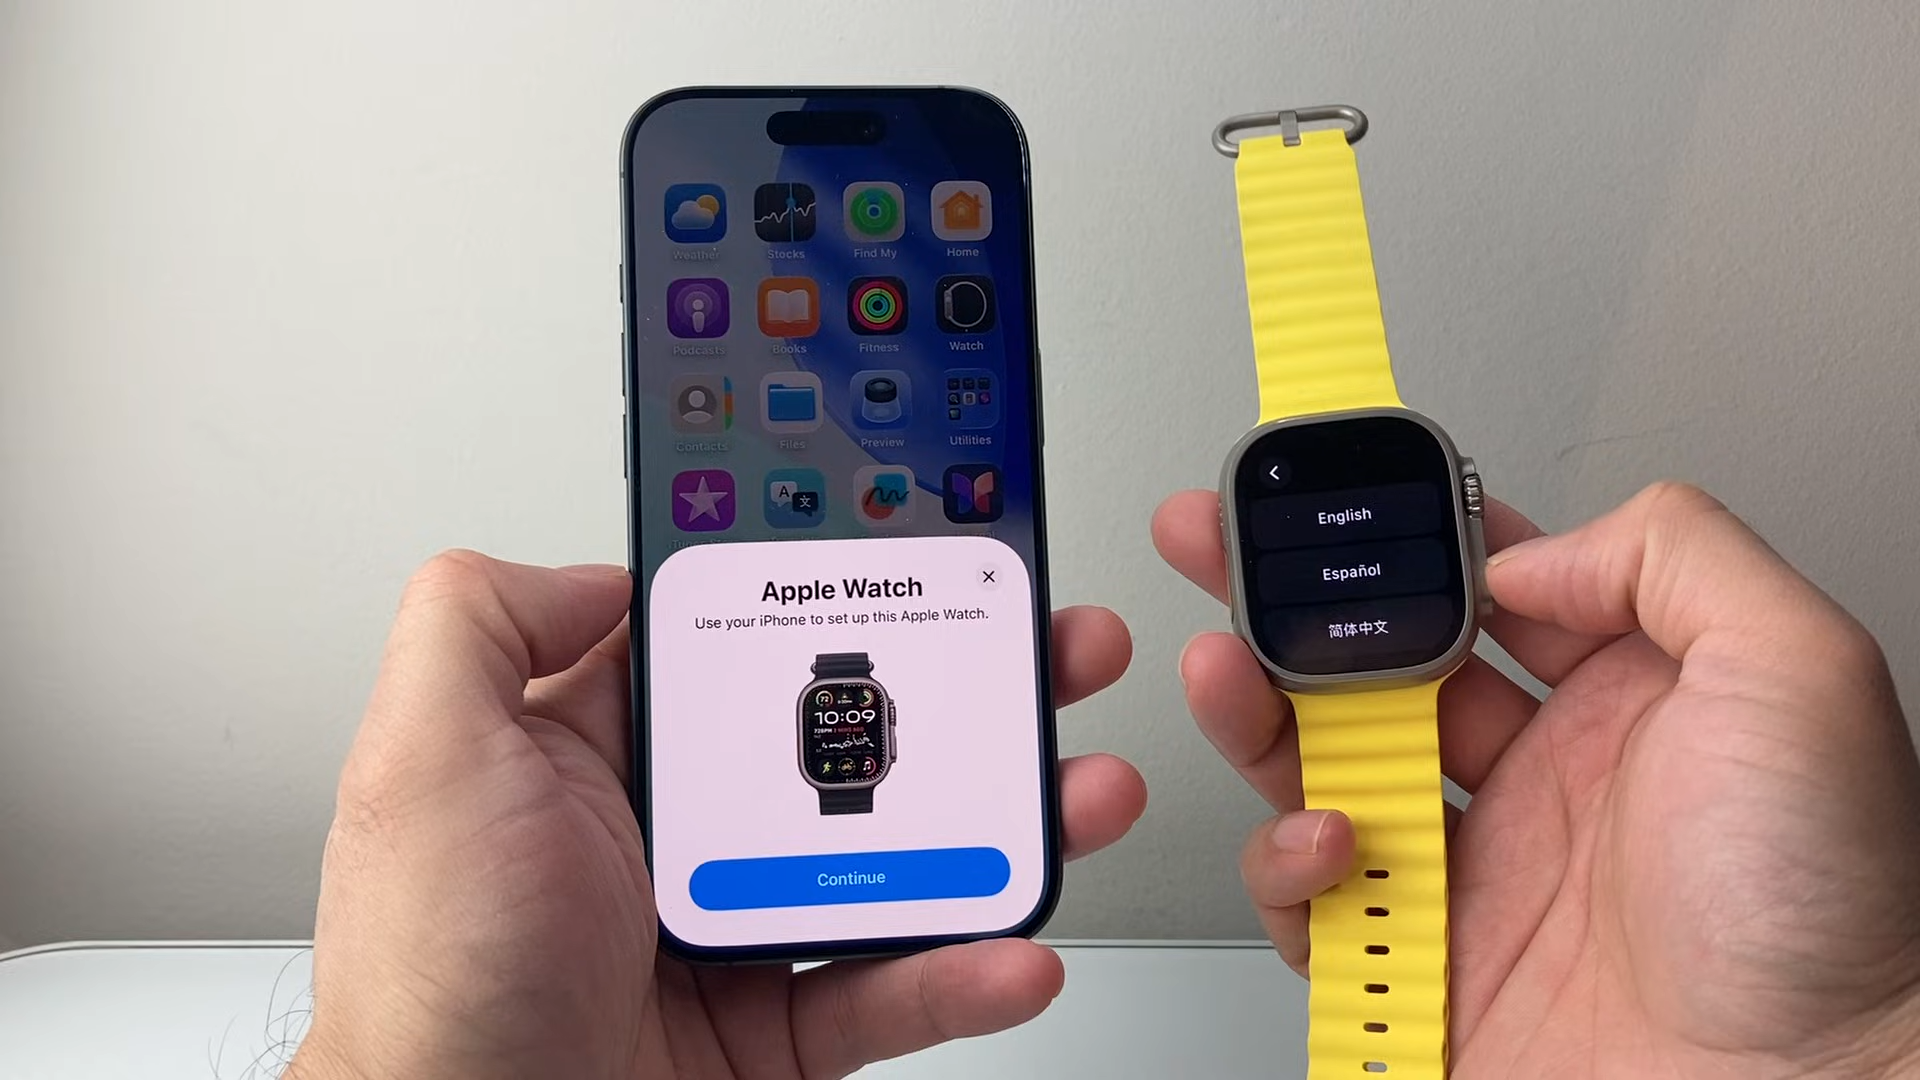 Weather Stocks Find My Home
Podcasts Books Fitness Watch
Contacts Files Preview Utilities
A 文
Apple Watch
Use your iPhone to set up this Apple Watch.
10:09
Continue
English
Español
简体中文